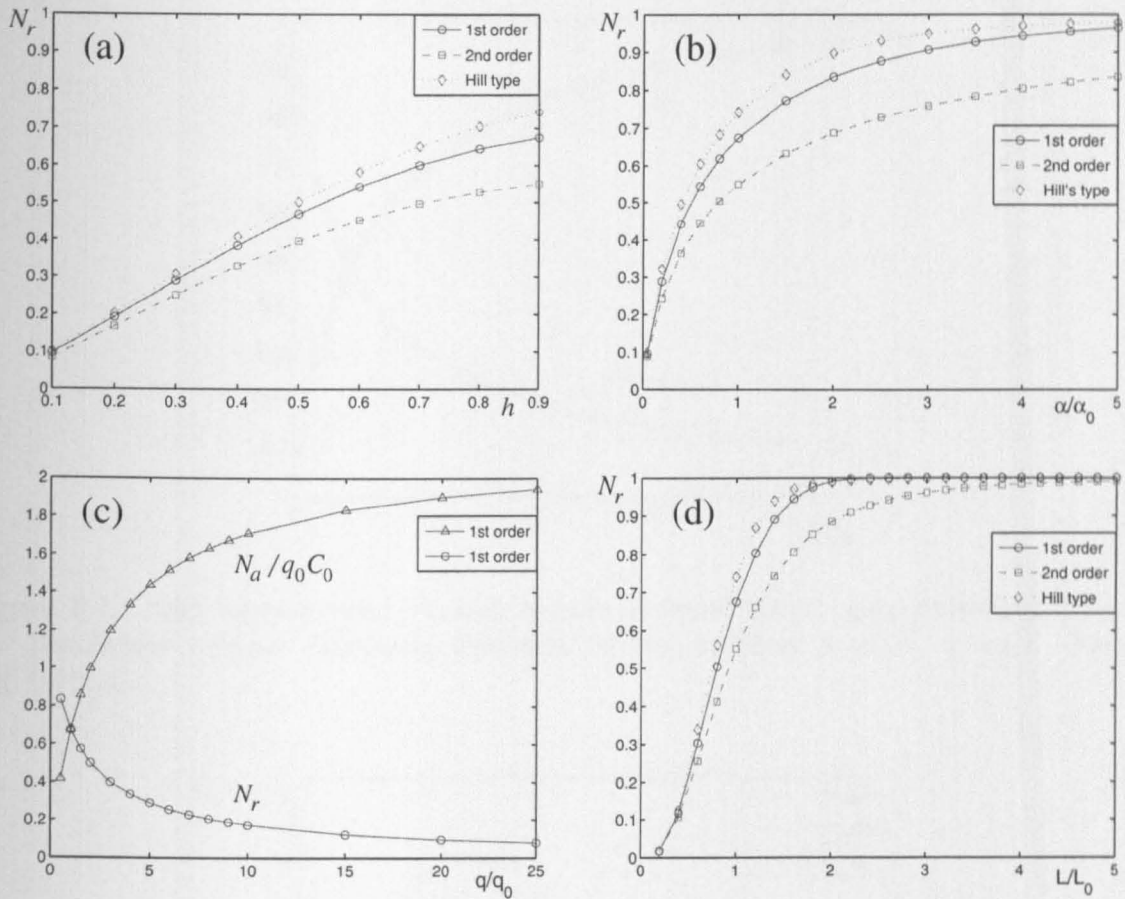 N_r
1
0.9
0.8
0.7
0.6
0.5
0.4
0.3
0.2
0.1
0
(a)
1st order
2nd order
Hill type
0.1 0.2 0.3 0.4 0.5 0.6 0.7 0.8 0.9
h
N_r
1
0.9
0.8
0.7
0.6
0.5
0.4
0.3
0.2
0.1
0
(b)
1st order
2nd order
Hill's type
0 1 2 3 4 5
α/α_0
2
1.8
1.6
1.4
1.2
1
0.8
0.6
0.4
0.2
0
(c)
1st order
1st order
N_a/q_0C_0
N_r
5 10 15 20 25
q/q_0
N_r
1
0.9
0.8
0.7
0.6
0.5
0.4
0.3
0.2
0.1
0
(d)
1st order
2nd order
Hill type
0 1 2 3 4 5
L/L_0